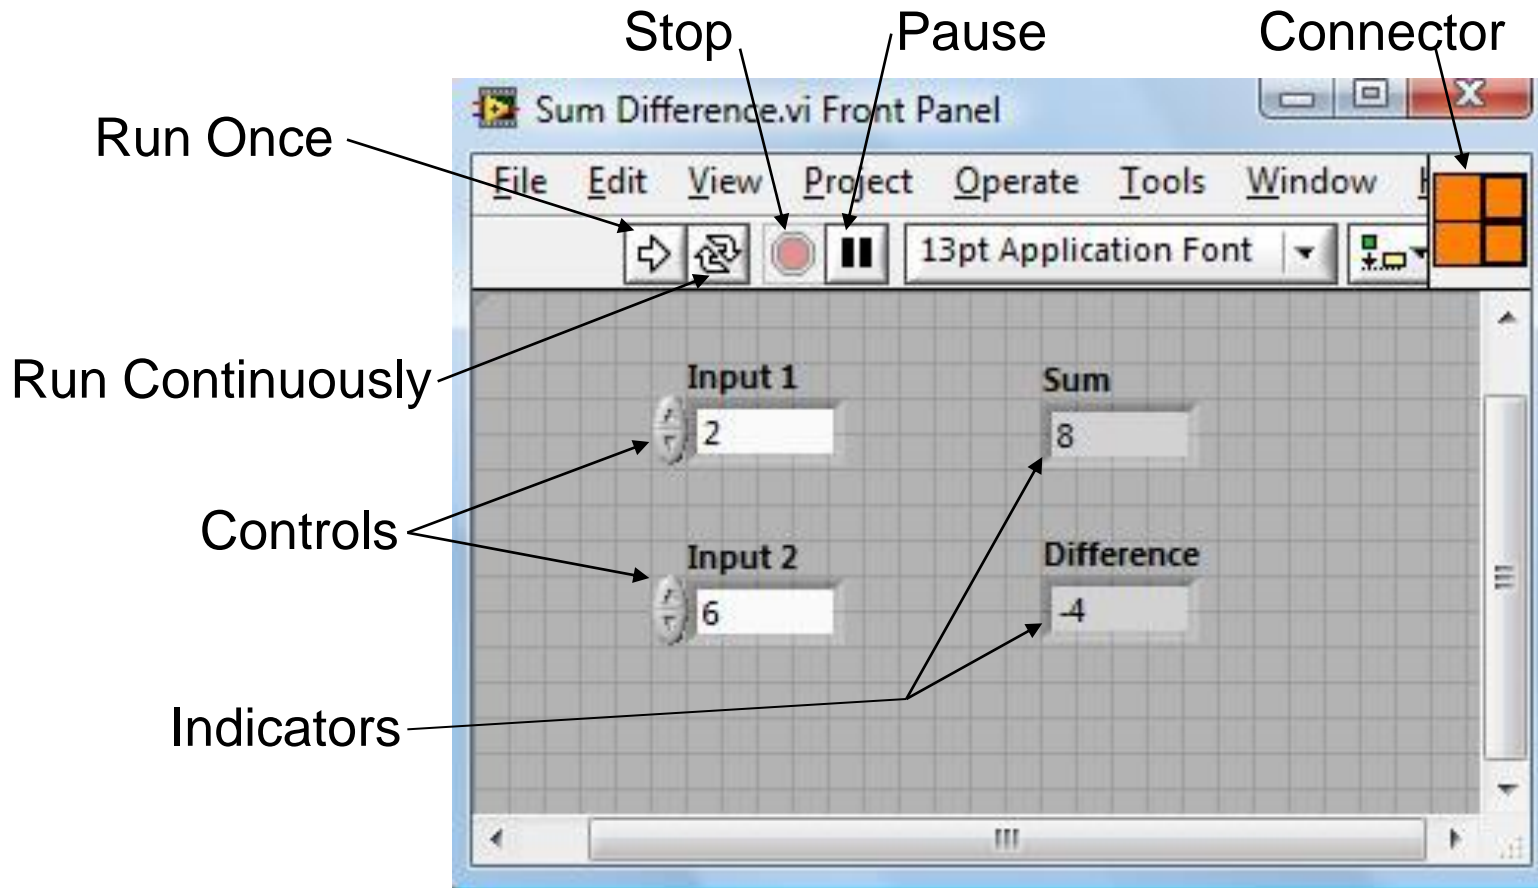 Stop Pause Connector
Sum Difference.vi Front Panel
Run Once
File Edit View Project Operate Tools Window
13pt Application Font
Run Continuously
Input 1 Sum
2 8
Controls
Input 2 Difference
6 -4
Indicators